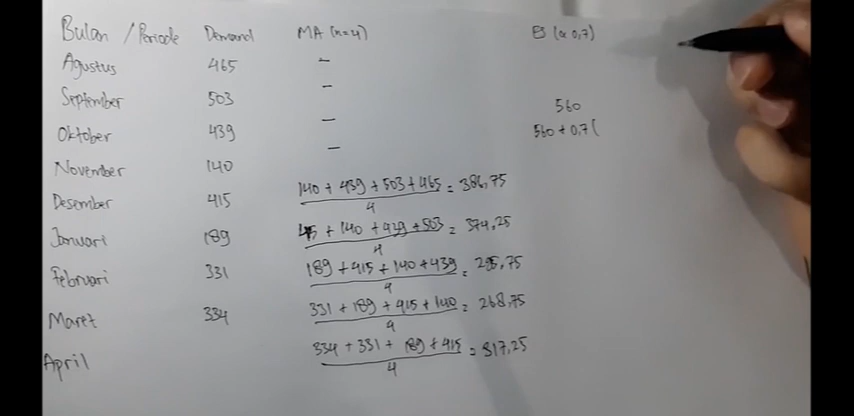 Bulan / Periode Demand MA (n=4) ES (α 0,7)
Agustus 465 -
September 503 - 560
Oktober 439 - 560 + 0,7 (
November 140 -
Desember 415 140 + 439 + 503 + 465 / 4 = 386,75
Januari 189 415 + 140 + 439 + 503 / 4 = 374,25
Februari 331 189 + 415 + 140 + 439 / 4 = 295,75
Maret 334 331 + 189 + 415 + 140 / 4 = 268,75
April 334 + 331 + 189 + 415 / 4 = 317,25